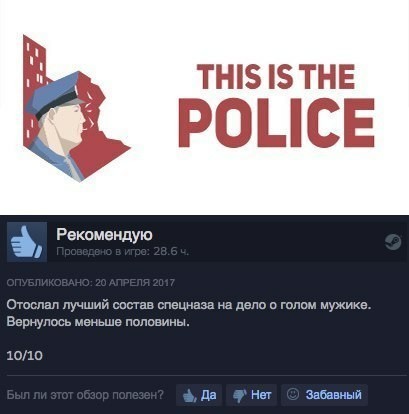 THIS IS THE
POLICE
Рекомендую
Проведено в игре: 28.6 ч.
ОПУБЛИКОВАНО: 20 АПРЕЛЯ 2017
Отослал лучший состав спецназа на дело о голом мужике.
Вернулось меньше половины.
10/10
Был ли этот обзор полезен? Да Нет Забавный